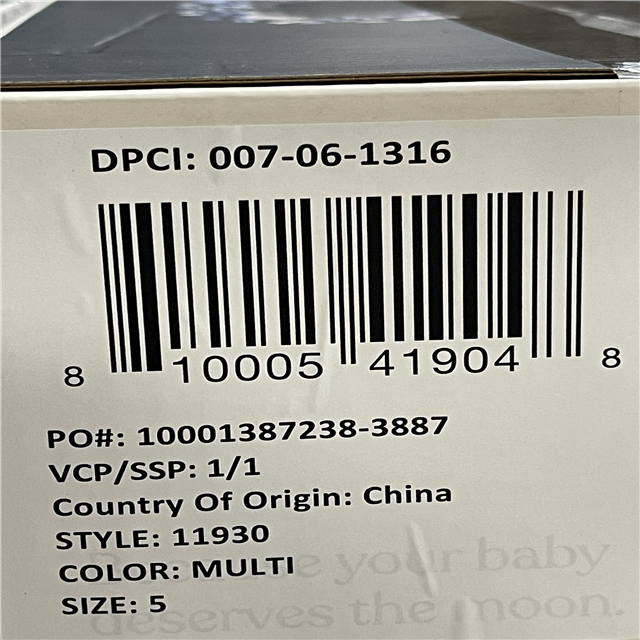 DPCI: 007-06-1316
8 10005 41904 8
PO#: 10001387238-3887
VCP/SSP: 1/1
Country Of Origin: China
STYLE: 11930
COLOR: MULTI
SIZE: 5
your baby
deserves the moon.